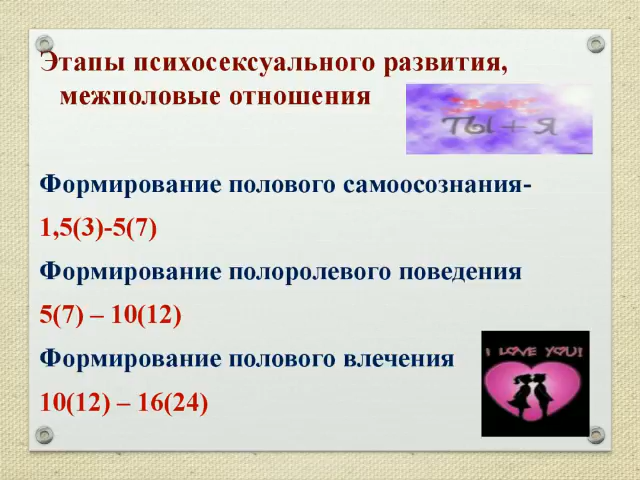 Этапы психосексуального развития,
межполовые отношения
ТЫ + Я
Формирование полового самоосознания-
1,5(3)-5(7)
Формирование полоролевого поведения
5(7) – 10(12)
Формирование полового влечения
10(12) – 16(24)
I LOVE YOU!